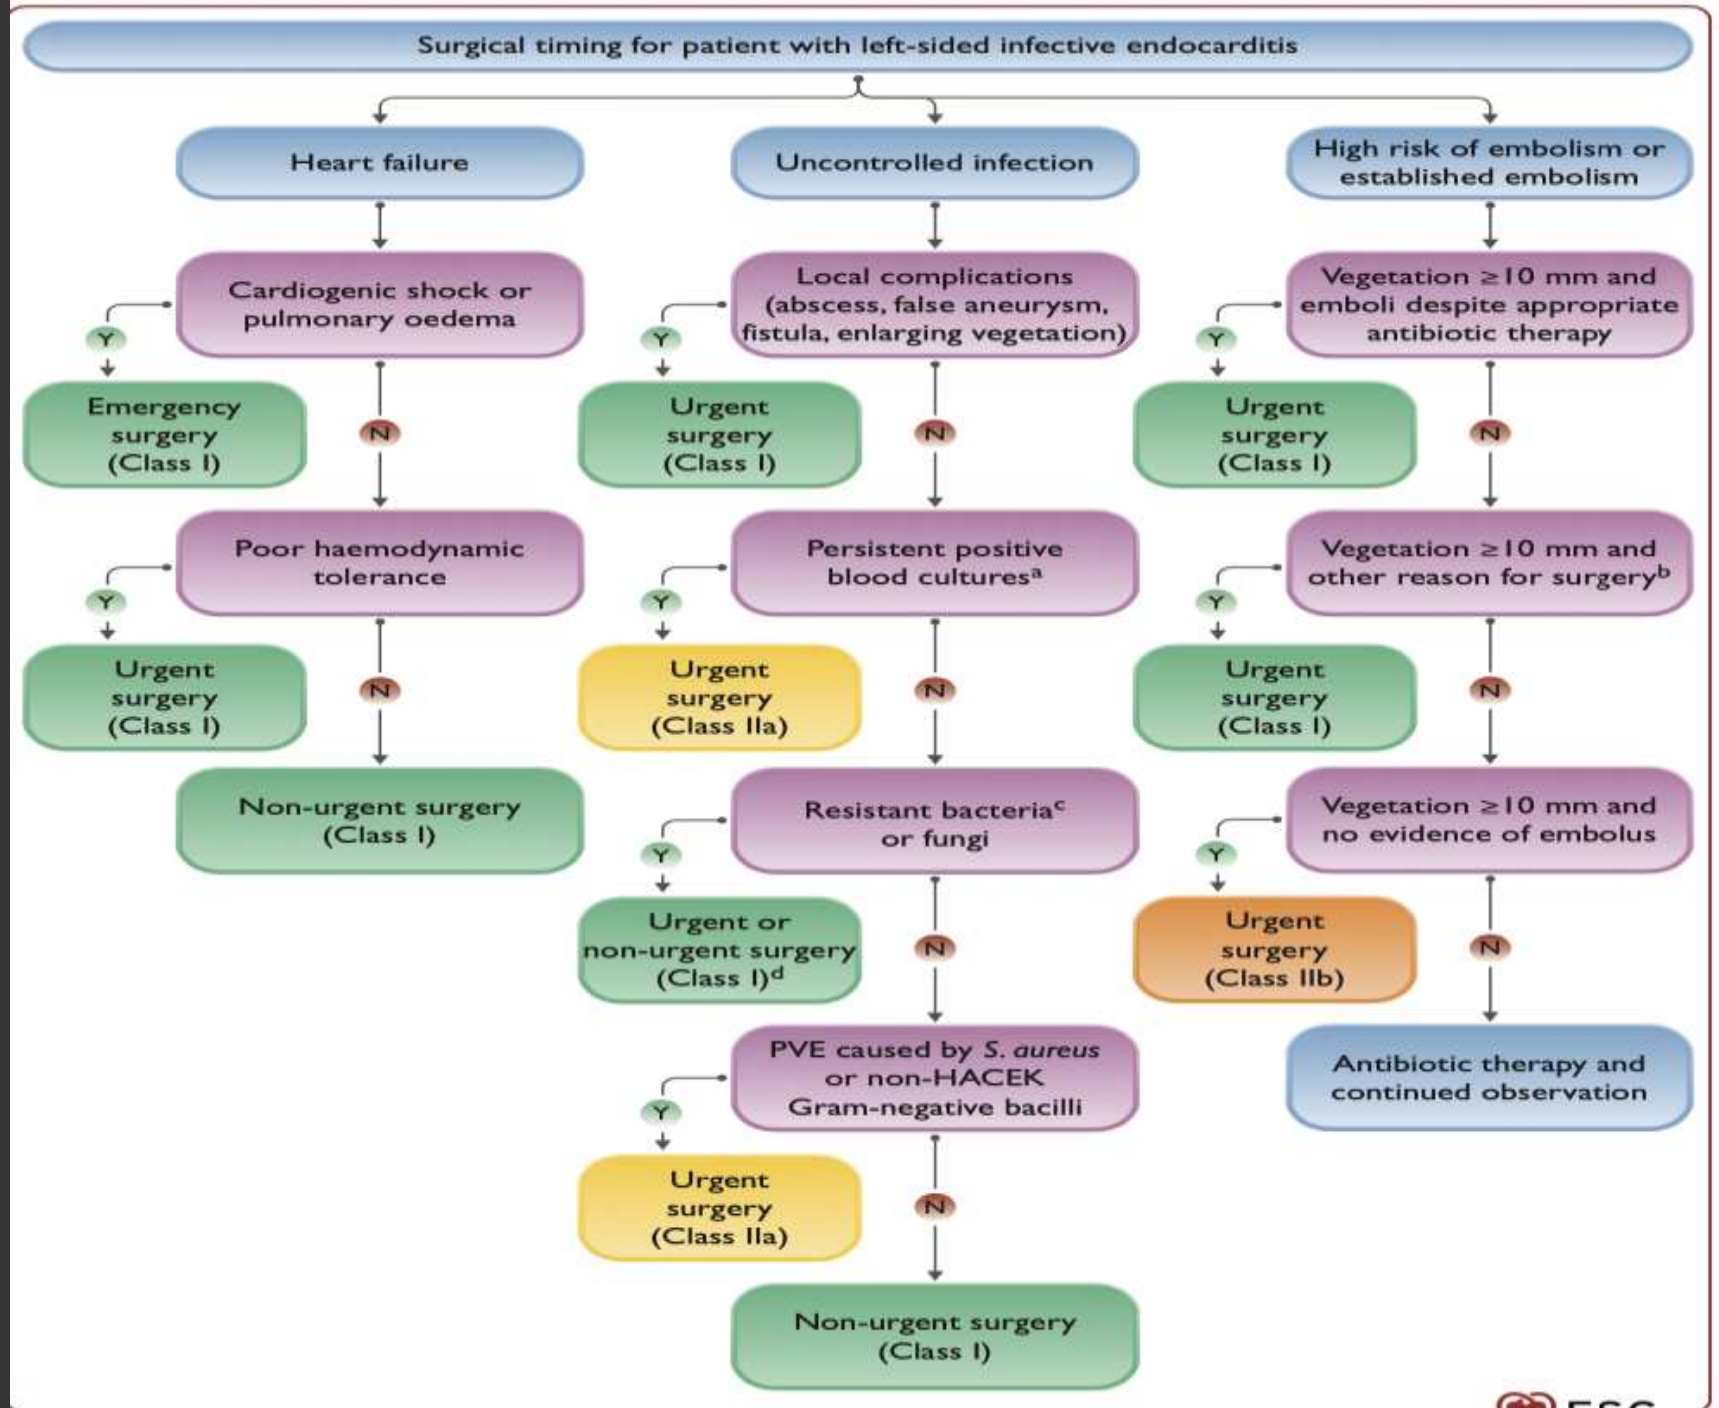 Surgical timing for patient with left-sided infective endocarditis
Heart failure
Uncontrolled infection
High risk of embolism or
established embolism
Cardiogenic shock or
pulmonary oedema
Local complications
(abscess, false aneurysm,
fistula, enlarging vegetation)
Vegetation ≥10 mm and
emboli despite appropriate
antibiotic therapy
Y
Y
Y
Emergency
surgery
(Class I)
N
Urgent
surgery
(Class I)
N
Urgent
surgery
(Class I)
N
Poor haemodynamic
tolerance
Persistent positive
blood culturesᵃ
Vegetation ≥10 mm and
other reason for surgeryᵇ
Y
Y
Y
Urgent
surgery
(Class I)
N
Urgent
surgery
(Class IIa)
N
Urgent
surgery
(Class I)
N
Non-urgent surgery
(Class I)
Resistant bacteriaᶜ
or fungi
Vegetation ≥10 mm and
no evidence of embolus
Y
Y
Urgent or
non-urgent surgery
(Class I)ᵈ
N
Urgent
surgery
(Class IIb)
N
PVE caused by S. aureus
or non-HACEK
Gram-negative bacilli
Antibiotic therapy and
continued observation
Y
Urgent
surgery
(Class IIa)
N
Non-urgent surgery
(Class I)
ESC